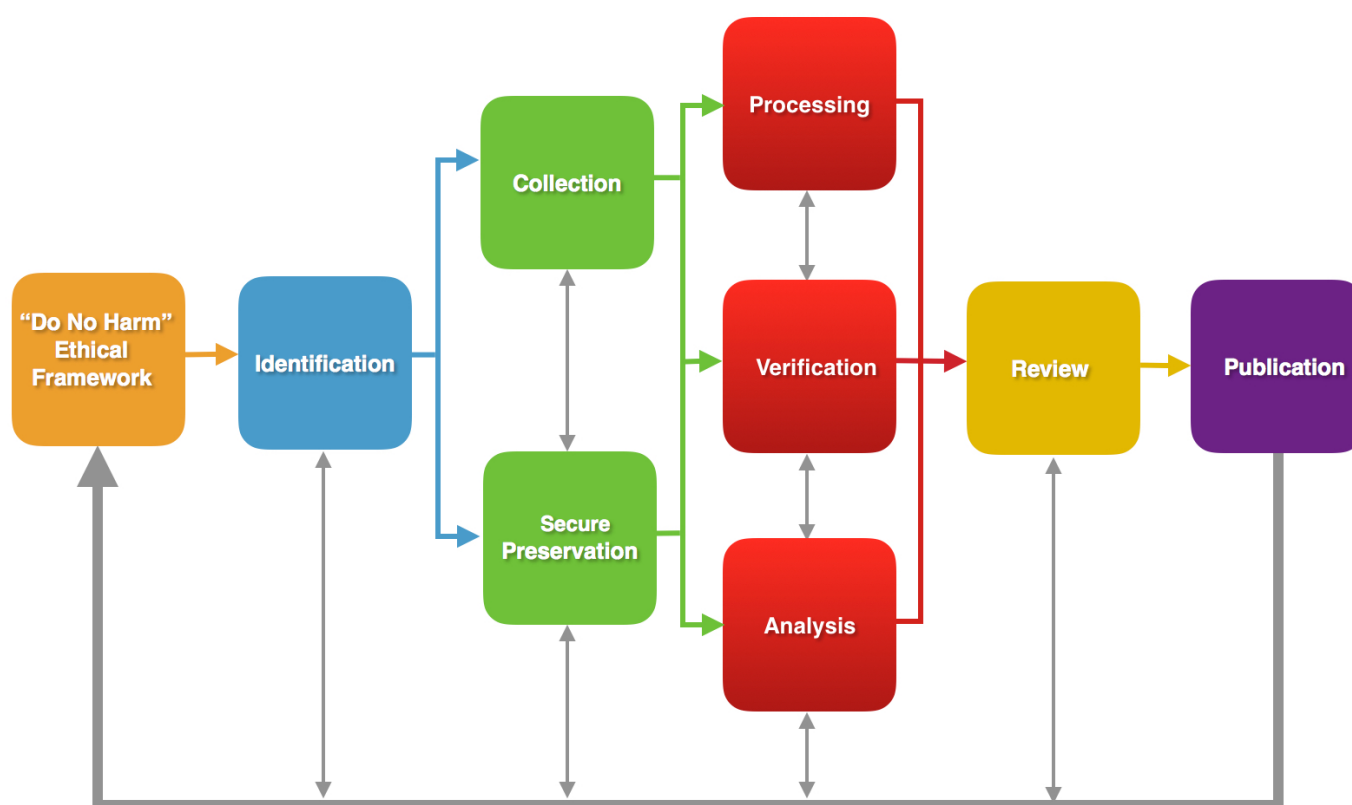 “Do No Harm”
Ethical
Framework
Identification
Collection
Secure
Preservation
Processing
Verification
Analysis
Review
Publication